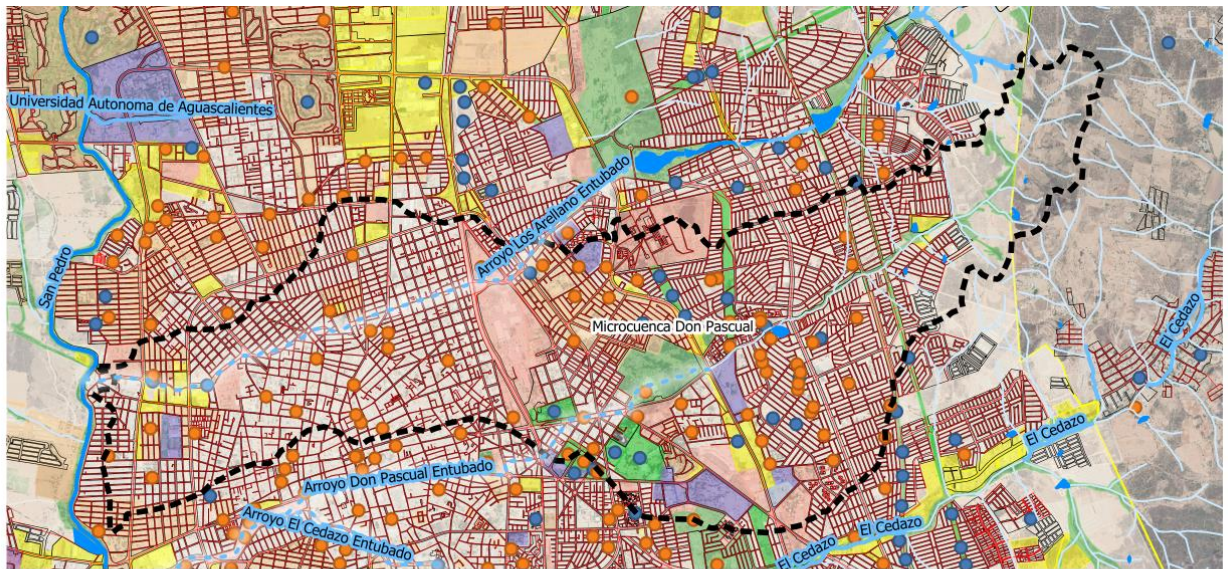 Universidad Autonoma de Aguascalientes
Arroyo Los Arellano Entubado
San Pedro
Microcuenca Don Pascual
El Cedazo
El Cedazo
Arroyo Don Pascual Entubado
Arroyo El Cedazo Entubado
El Cedazo
El Cedazo